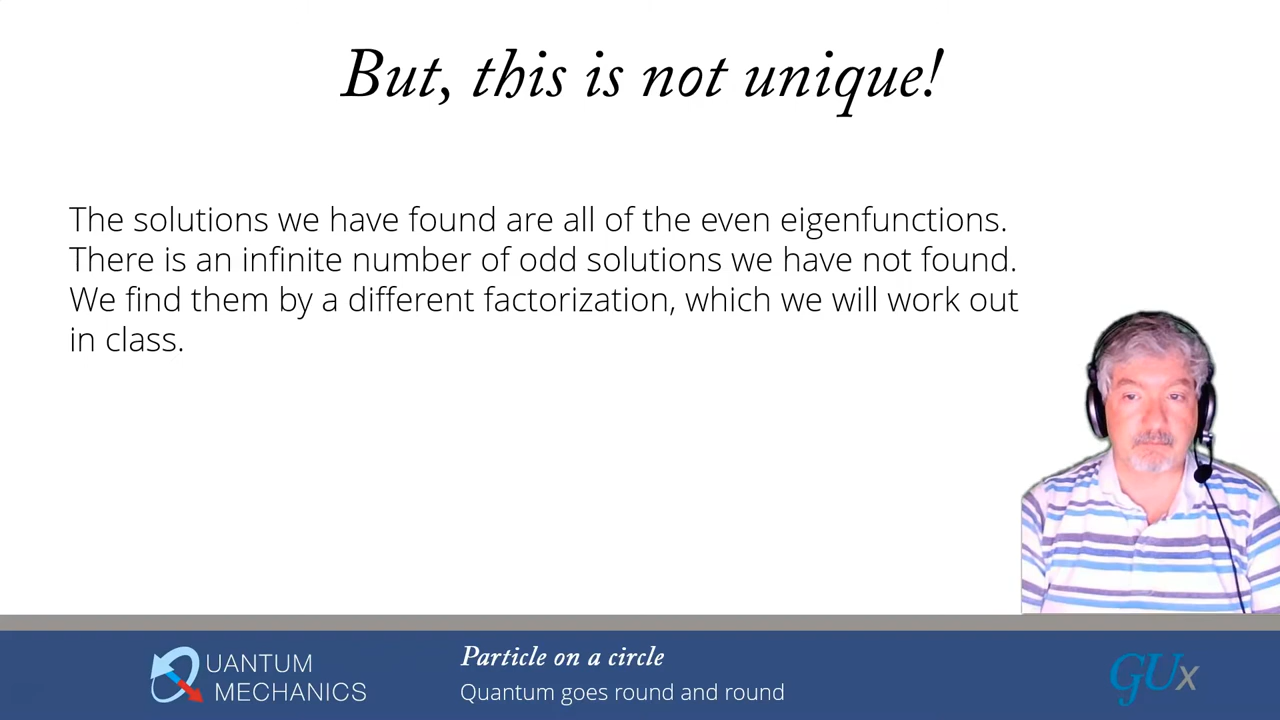 But, this is not unique!
The solutions we have found are all of the even eigenfunctions.
There is an infinite number of odd solutions we have not found.
We find them by a different factorization, which we will work out
in class.
QUANTUM
MECHANICS
Particle on a circle
Quantum goes round and round
GUx